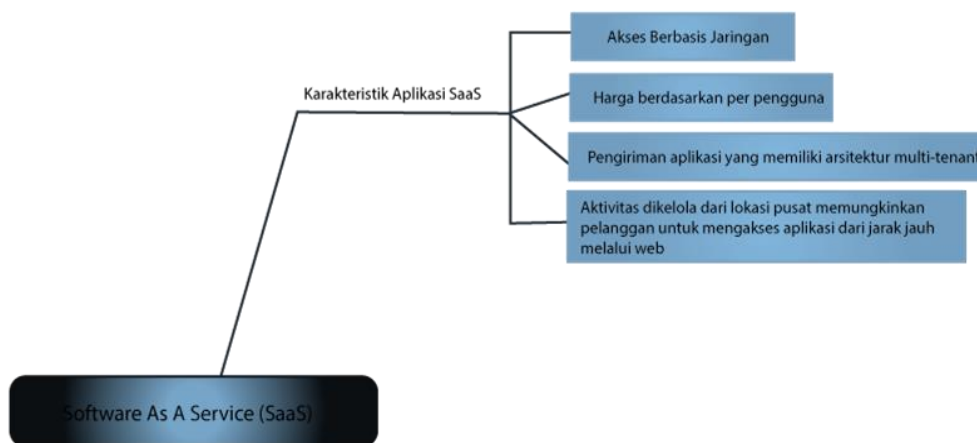 Akses Berbasis Jaringan
Karakteristik Aplikasi SaaS
Harga berdasarkan per pengguna
Pengiriman aplikasi yang memiliki arsitektur multi-tenant
Aktivitas dikelola dari lokasi pusat memungkinkan
pelanggan untuk mengakses aplikasi dari jarak jauh
melalui web
Software As A Service (SaaS)